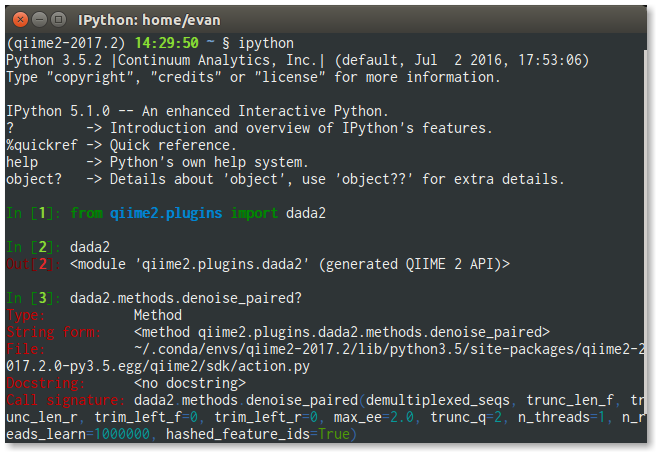 IPython: home/evan
(qiime2-2017.2) 14:29:50 ~ § ipython
Python 3.5.2 |Continuum Analytics, Inc.| (default, Jul  2 2016, 17:53:06)
Type "copyright", "credits" or "license" for more information.
IPython 5.1.0 -- An enhanced Interactive Python.
?         -> Introduction and overview of IPython's features.
%quickref -> Quick reference.
help      -> Python's own help system.
object?   -> Details about 'object', use 'object??' for extra details.
In [1]: from qiime2.plugins import dada2
In [2]: dada2
Out[2]: <module 'qiime2.plugins.dada2' (generated QIIME 2 API)>
In [3]: dada2.methods.denoise_paired?
Type:           Method
String form:    <method qiime2.plugins.dada2.methods.denoise_paired>
File:           ~/.conda/envs/qiime2-2017.2/lib/python3.5/site-packages/qiime2-2
017.2.0-py3.5.egg/qiime2/sdk/action.py
Docstring:      <no docstring>
Call signature: dada2.methods.denoise_paired(demultiplexed_seqs, trunc_len_f, tr
unc_len_r, trim_left_f=0, trim_left_r=0, max_ee=2.0, trunc_q=2, n_threads=1, n_r
eads_learn=1000000, hashed_feature_ids=True)